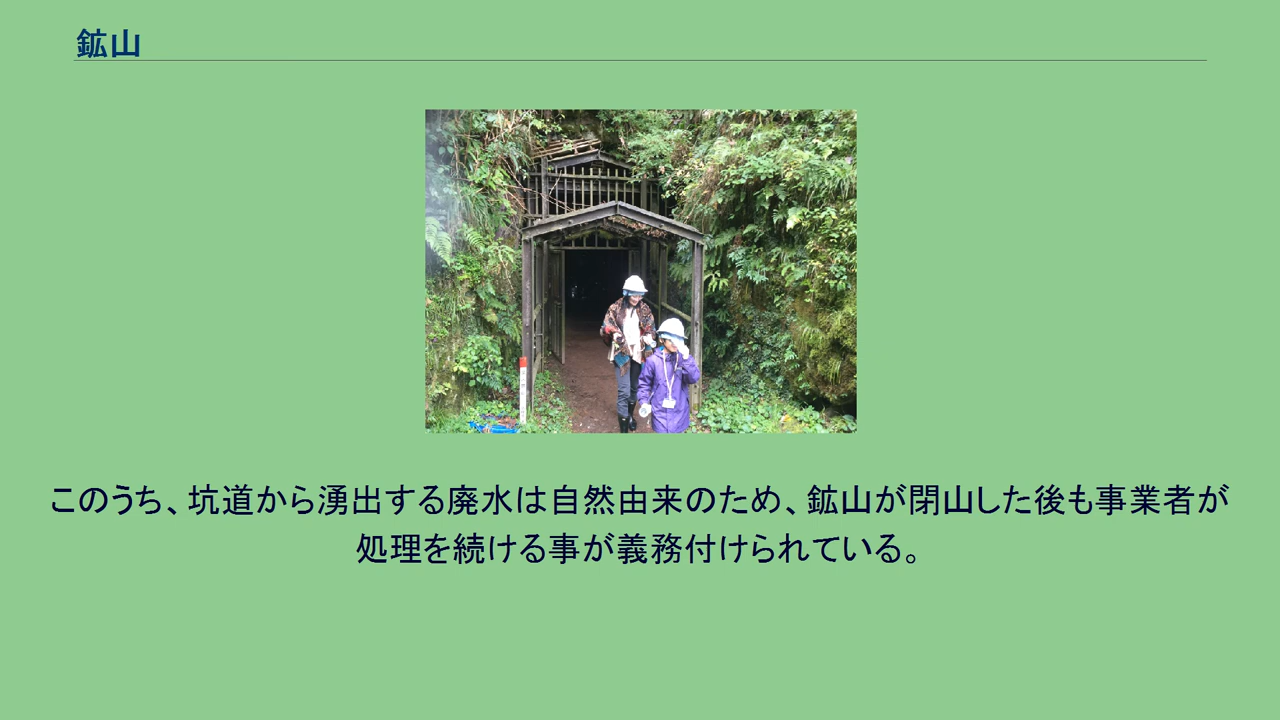 鉱山
このうち、坑道から湧出する廃水は自然由来のため、鉱山が閉山した後も事業者が
処理を続ける事が義務付けられている。